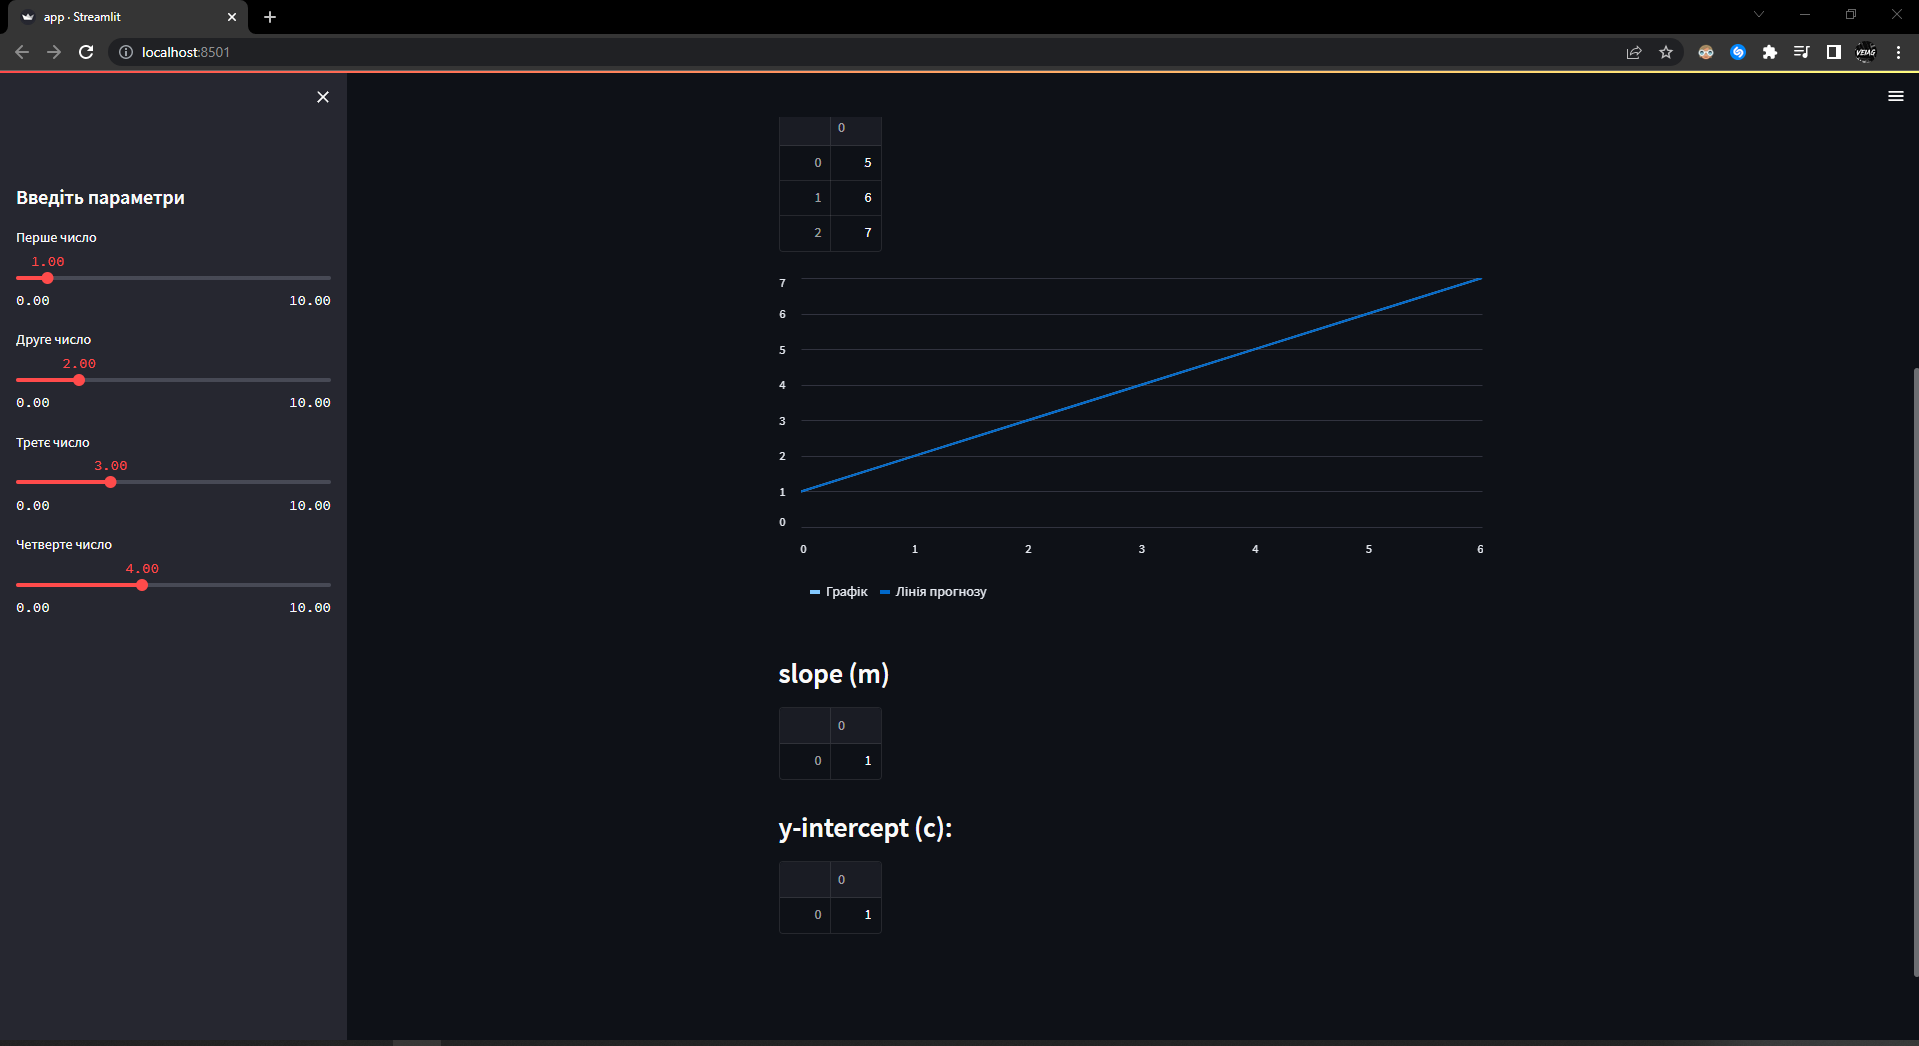 app · Streamlit
localhost:8501
VEIAG
Введіть параметри
Перше число
1.00
0.00 10.00
Друге число
2.00
0.00 10.00
Третє число
3.00
0.00 10.00
Четверте число
4.00
0.00 10.00
0
0 5
1 6
2 7
7
6
5
4
3
2
1
0
0 1 2 3 4 5 6
Графік Лінія прогнозу
slope (m)
0
0 1
y-intercept (c):
0
0 1